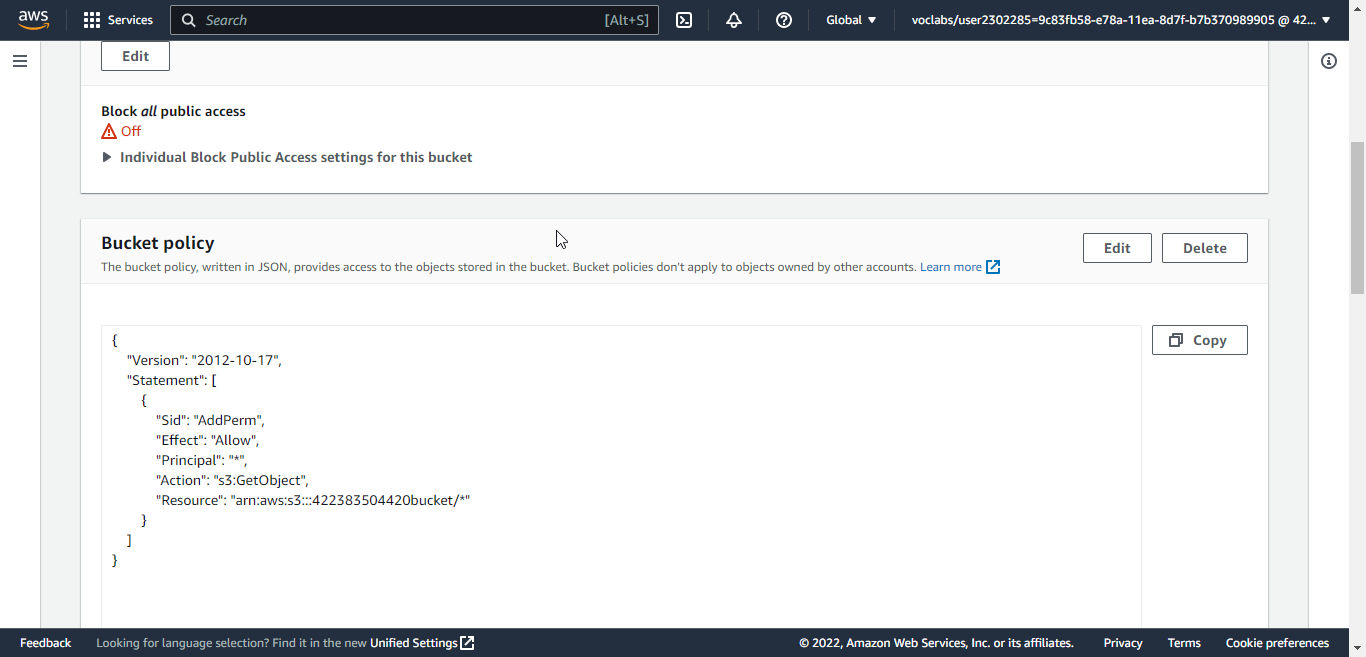 aws Services Search [Alt+S] Global voclabs/user2302285=9c83fb58-e78a-11ea-8d7f-b7b370989905 @ 42...
Edit
Block all public access
Off
Individual Block Public Access settings for this bucket
Bucket policy
Edit Delete
The bucket policy, written in JSON, provides access to the objects stored in the bucket. Bucket policies don't apply to objects owned by other accounts. Learn more
Copy
{
"Version": "2012-10-17",
"Statement": [
{
"Sid": "AddPerm",
"Effect": "Allow",
"Principal": "*",
"Action": "s3:GetObject",
"Resource": "arn:aws:s3:::422383504420bucket/*"
}
]
}
Feedback Looking for language selection? Find it in the new Unified Settings © 2022, Amazon Web Services, Inc. or its affiliates. Privacy Terms Cookie preferences